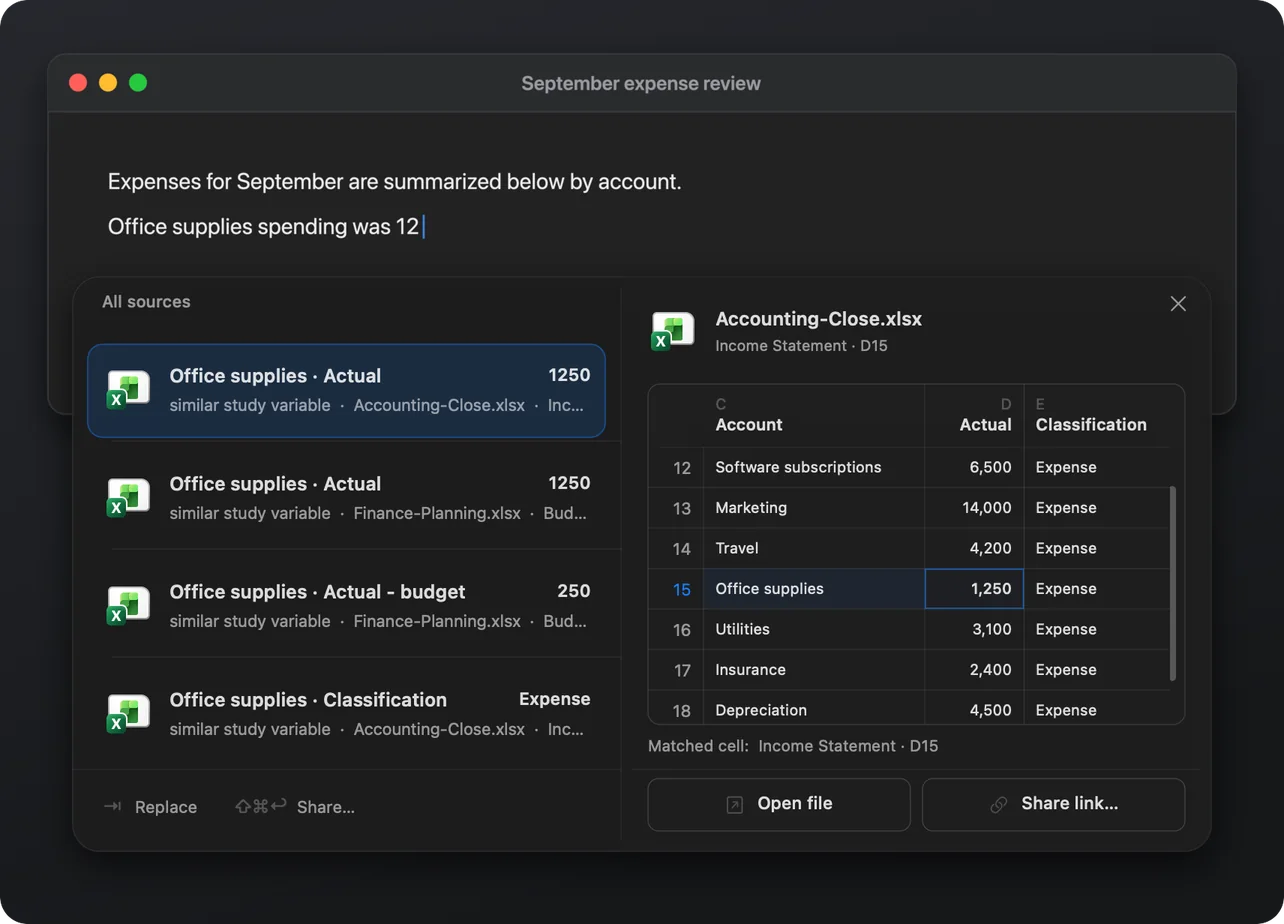 September expense review
Expenses for September are summarized below by account.
Office supplies spending was 12
All sources
Office supplies · Actual 1250
similar study variable · Accounting-Close.xlsx · Inc...
Office supplies · Actual 1250
similar study variable · Finance-Planning.xlsx · Bud...
Office supplies · Actual - budget 250
similar study variable · Finance-Planning.xlsx · Bud...
Office supplies · Classification Expense
similar study variable · Accounting-Close.xlsx · Inc...
⇥ Replace ⇧⌘↩ Share...
Accounting-Close.xlsx
Income Statement · D15
C D E
Account Actual Classification
12 Software subscriptions 6,500 Expense
13 Marketing 14,000 Expense
14 Travel 4,200 Expense
15 Office supplies 1,250 Expense
16 Utilities 3,100 Expense
17 Insurance 2,400 Expense
18 Depreciation 4,500 Expense
Matched cell: Income Statement · D15
Open file Share link...